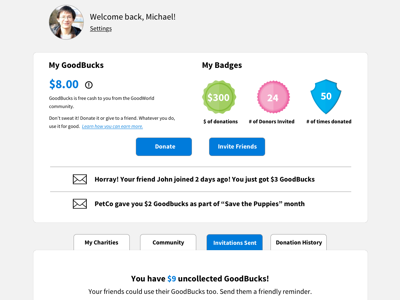 Welcome back, Michael!
Settings
My GoodBucks
My Badges
$8.00
GoodBucks is free cash to you from the GoodWorld
community.
Don't sweat it! Donate it or give to a friend. Whatever you do,
use it for good. Learn how you can earn more.
$300
24
50
$ of donations
# of Donors Invited
# of times donated
Donate
Invite Friends
Horray! Your friend John joined 2 days ago! You just got $3 GoodBucks
PetCo gave you $2 Goodbucks as part of “Save the Puppies” month
My Charities
Community
Invitations Sent
Donation History
You have $9 uncollected GoodBucks!
Your friends could use their GoodBucks too. Send them a friendly reminder.